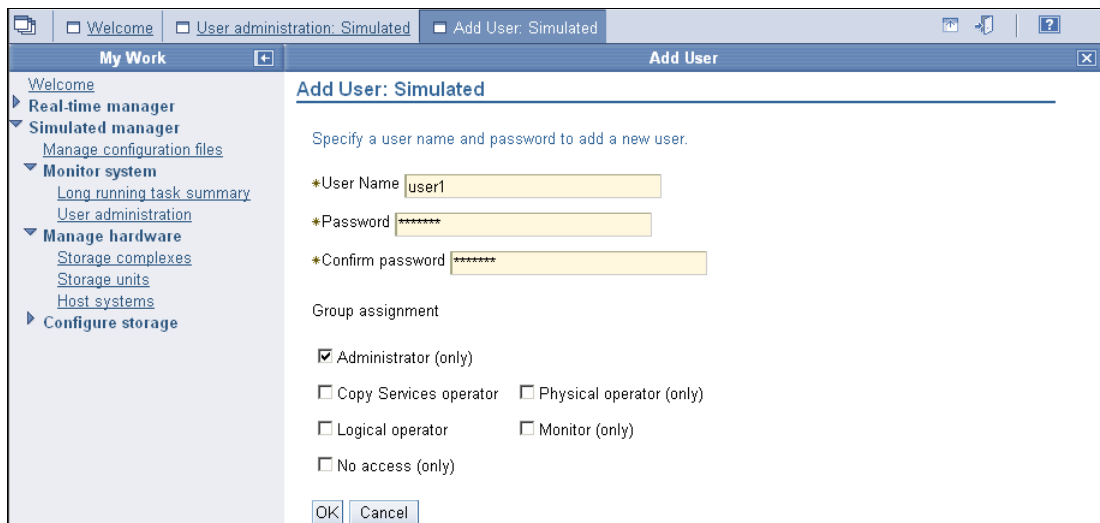 Welcome
User administration: Simulated
Add User: Simulated
?
My Work
Add User
Welcome
Real-time manager
Simulated manager
Manage configuration files
Monitor system
Long running task summary
User administration
Manage hardware
Storage complexes
Storage units
Host systems
Configure storage
Add User: Simulated
Specify a user name and password to add a new user.
*User Name user1
*Password *******
*Confirm password *******
Group assignment
Administrator (only)
Copy Services operator Physical operator (only)
Logical operator Monitor (only)
No access (only)
OK Cancel